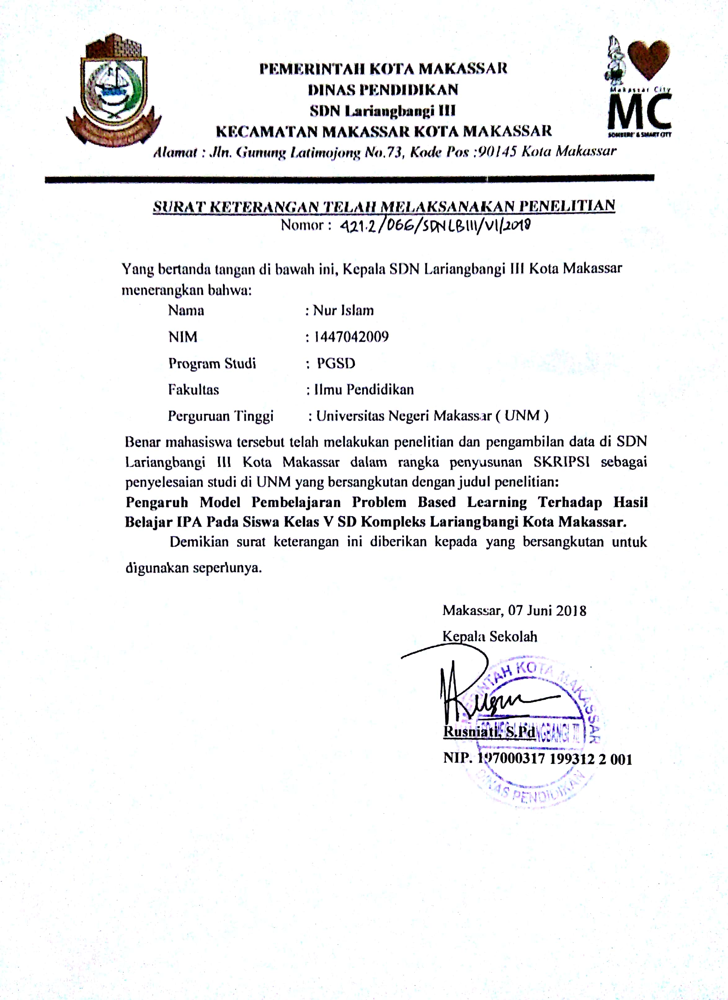 PEMERINTAH KOTA MAKASSAR
DINAS PENDIDIKAN
SDN Lariangbangi III
KECAMATAN MAKASSAR KOTA MAKASSAR
Alamat : Jln. Gunung Latimojong No.73, Kode Pos :90145 Kota Makassar
Makassar City
MC
SOMBERE' & SMART CITY
SURAT KETERANGAN TELAH MELAKSANAKAN PENELITIAN
Nomor : 421.2/066/SDNLBIII/VI/2018
Yang bertanda tangan di bawah ini, Kepala SDN Lariangbangi III Kota Makassar
menerangkan bahwa:
Nama : Nur Islam
NIM : 1447042009
Program Studi : PGSD
Fakultas : Ilmu Pendidikan
Perguruan Tinggi : Universitas Negeri Makassar ( UNM )
Benar mahasiswa tersebut telah melakukan penelitian dan pengambilan data di SDN
Lariangbangi III Kota Makassar dalam rangka penyusunan SKRIPSI sebagai
penyelesaian studi di UNM yang bersangkutan dengan judul penelitian:
Pengaruh Model Pembelajaran Problem Based Learning Terhadap Hasil
Belajar IPA Pada Siswa Kelas V SD Kompleks Lariangbangi Kota Makassar.
Demikian surat keterangan ini diberikan kepada yang bersangkutan untuk
digunakan seperlunya.
Makassar, 07 Juni 2018
Kepala Sekolah
KOTA MAKASSAR
Rusniati, S.Pd
NIP. 197000317 199312 2 001
DINAS PENDIDIKAN